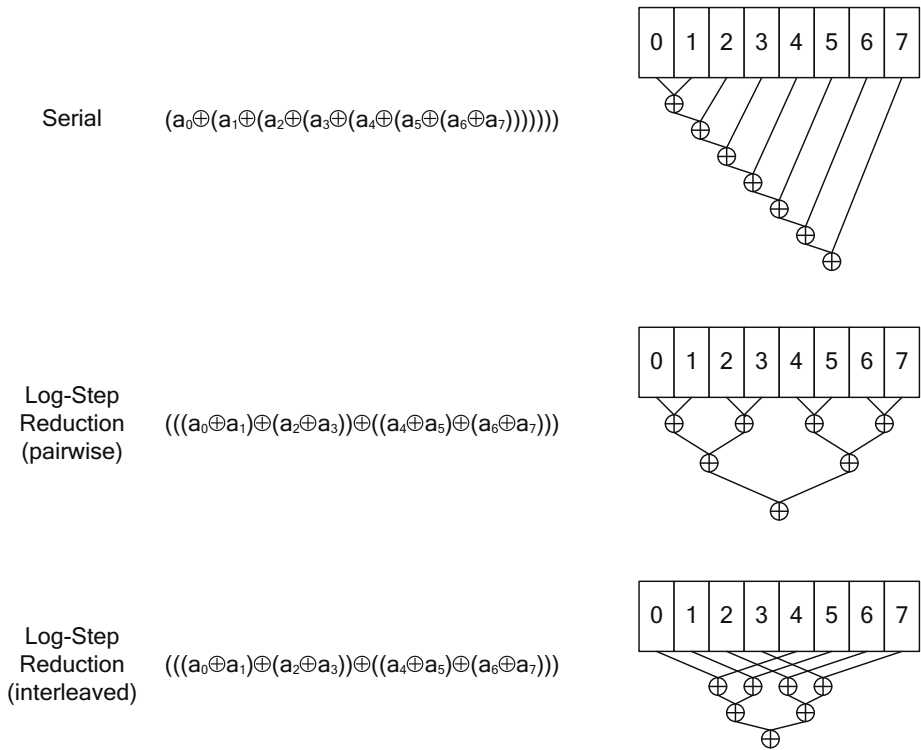 0 1 2 3 4 5 6 7
Serial
(a₀⊕(a₁⊕(a₂⊕(a₃⊕(a₄⊕(a₅⊕(a₆⊕a₇)))))))
0 1 2 3 4 5 6 7
Log-Step
Reduction
(pairwise)
(((a₀⊕a₁)⊕(a₂⊕a₃))⊕((a₄⊕a₅)⊕(a₆⊕a₇)))
0 1 2 3 4 5 6 7
Log-Step
Reduction
(interleaved)
(((a₀⊕a₁)⊕(a₂⊕a₃))⊕((a₄⊕a₅)⊕(a₆⊕a₇)))